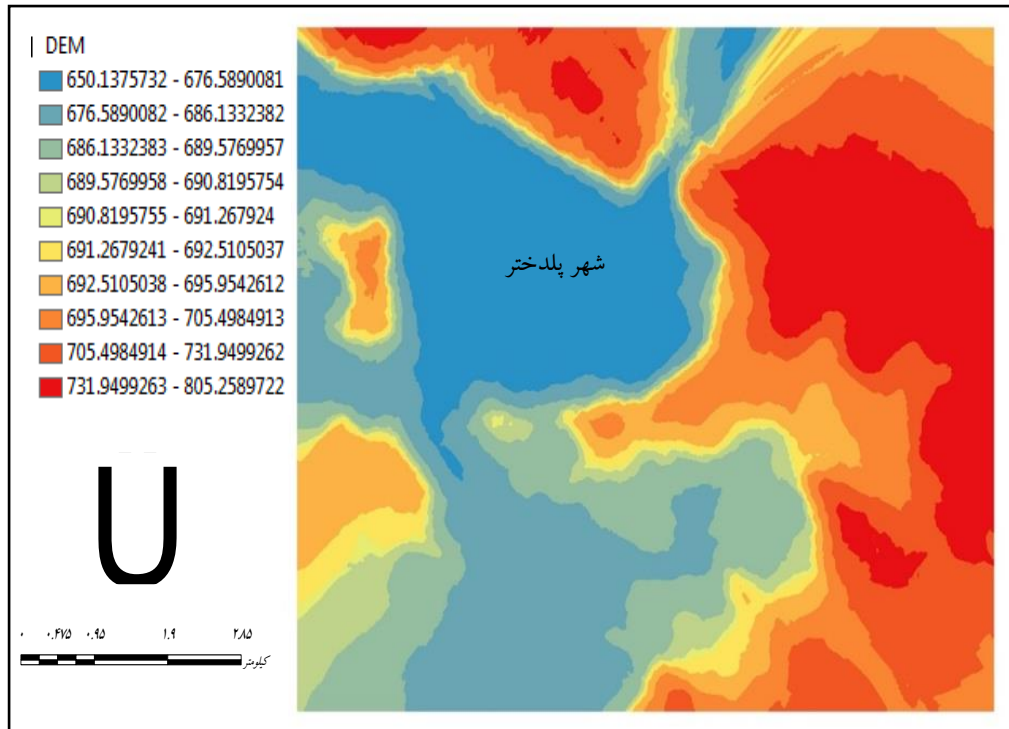 DEM
650.1375732 - 676.5890081
676.5890082 - 686.1332382
686.1332383 - 689.5769957
689.5769958 - 690.8195754
690.8195755 - 691.267924
691.2679241 - 692.5105037
692.5105038 - 695.9542612
695.9542613 - 705.4984913
705.4984914 - 731.9499262
731.9499263 - 805.2589722
شهر پلدختر
Ü
۰ ۰.۴۷۵ ۰.۹۵ ۱.۹ ۲.۸۵
کیلومتر